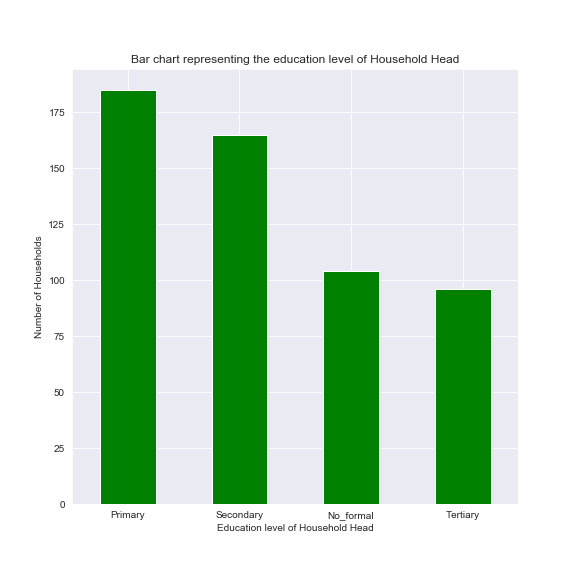 Bar chart representing the education level of Household Head
175
150
125
100
75
50
25
0
Number of Households
Primary Secondary No_formal Tertiary
Education level of Household Head